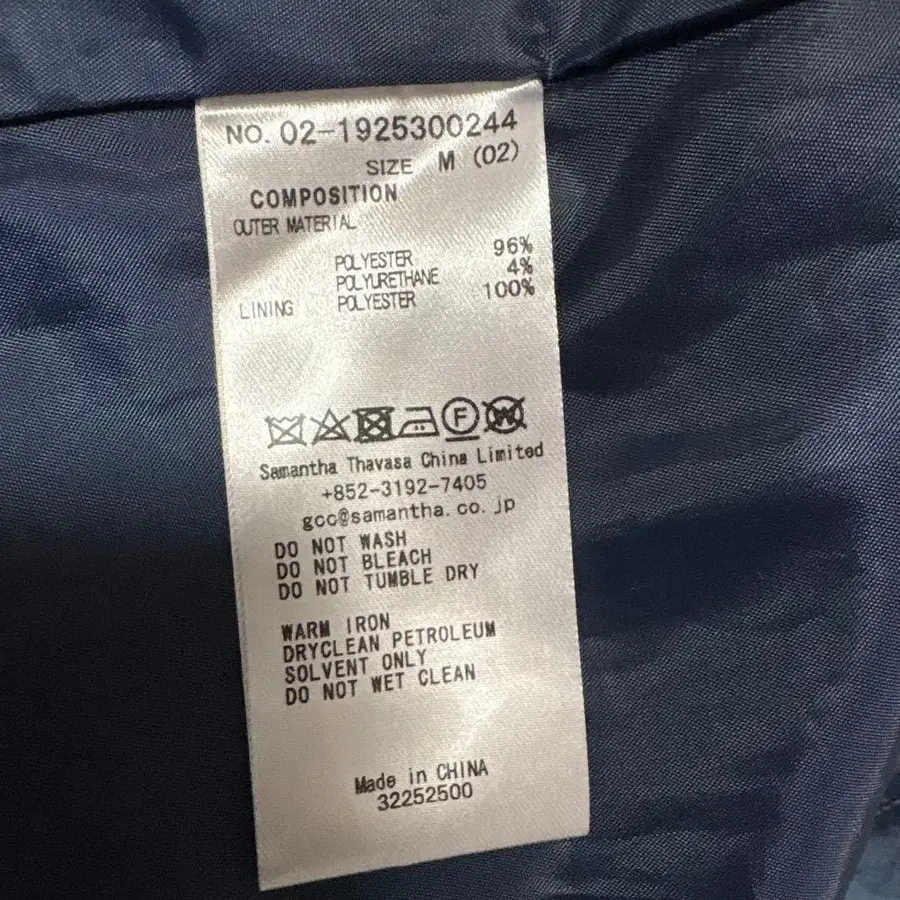 NO. 02-1925300244
SIZE M (02)
COMPOSITION
OUTER MATERIAL
POLYESTER 96%
POLYURETHANE 4%
LINING POLYESTER 100%
F W
Samantha Thavasa China Limited
+852-3192-7405
gcc@samantha.co.jp
DO NOT WASH
DO NOT BLEACH
DO NOT TUMBLE DRY
WARM IRON
DRYCLEAN PETROLEUM
SOLVENT ONLY
DO NOT WET CLEAN
Made in CHINA
32252500